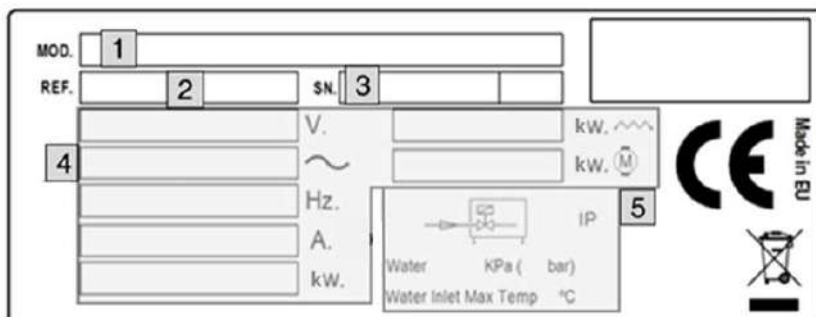 MOD. 1
REF. 2 SN. 3
V. kw.
4 kw. M
Hz. 5
A. IP
kw.
Water KPa ( bar)
Water Inlet Max Temp ºC
CE
Made in EU